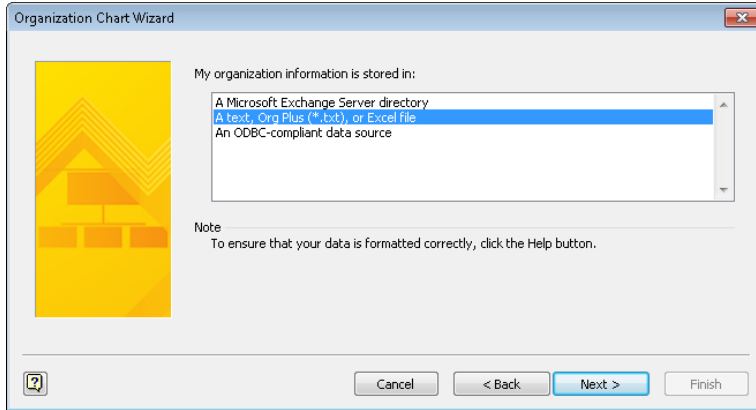 Organization Chart Wizard
My organization information is stored in:
A Microsoft Exchange Server directory
A text, Org Plus (*.txt), or Excel file
An ODBC-compliant data source
Note
To ensure that your data is formatted correctly, click the Help button.
Cancel
< Back
Next >
Finish